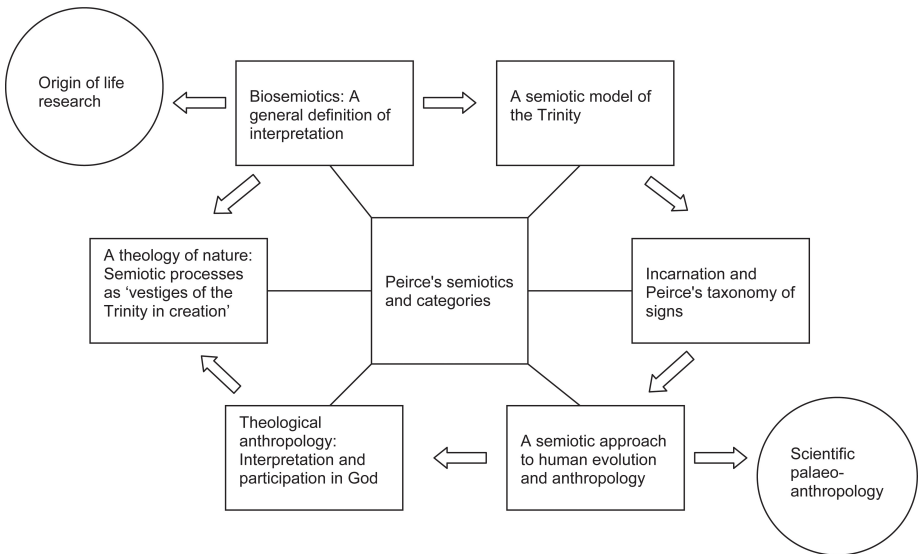 Origin of life
research
Biosemiotics: A
general definition of
interpretation
A semiotic model of
the Trinity
A theology of nature:
Semiotic processes
as ‘vestiges of the
Trinity in creation’
Peirce's semiotics
and categories
Incarnation and
Peirce's taxonomy of
signs
Theological
anthropology:
Interpretation and
participation in God
A semiotic approach
to human evolution
and anthropology
Scientific
palaeo-
anthropology